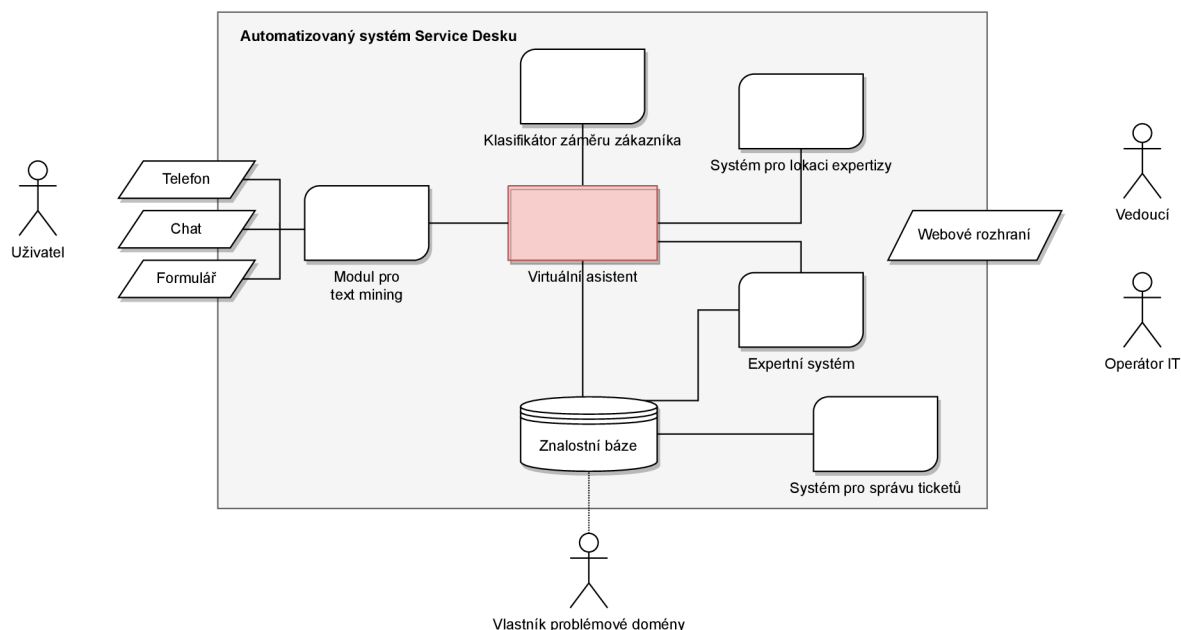 Automatizovaný systém Service Desku
Klasifikátor záměru zákazníka
Systém pro lokaci expertizy
Telefon
Chat
Formulář
Uživatel
Modul pro
text mining
Virtuální asistent
Webové rozhraní
Vedoucí
Operátor IT
Expertní systém
Znalostní báze
Systém pro správu ticketů
Vlastník problémové domény